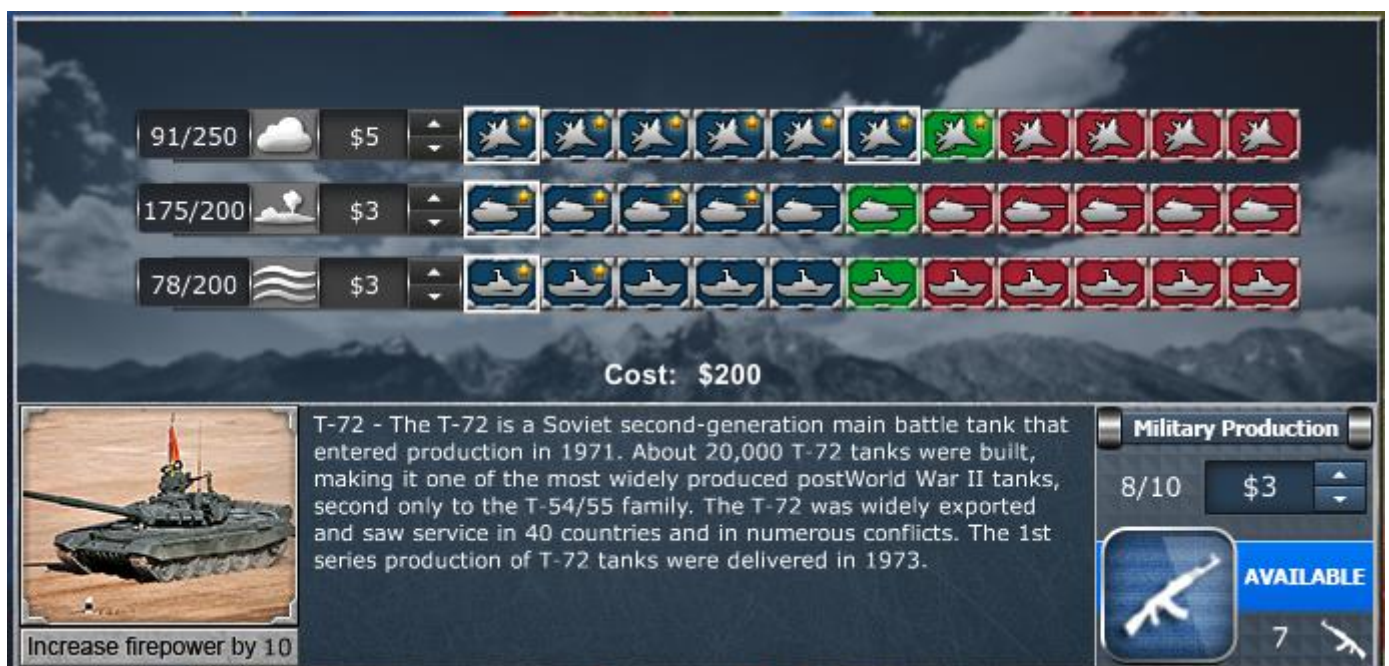 91/250 $5
175/200 $3
78/200 $3
Cost: $200
T-72 - The T-72 is a Soviet second-generation main battle tank that
entered production in 1971. About 20,000 T-72 tanks were built,
making it one of the most widely produced postWorld War II tanks,
second only to the T-54/55 family. The T-72 was widely exported
and saw service in 40 countries and in numerous conflicts. The 1st
series production of T-72 tanks were delivered in 1973.
Increase firepower by 10
Military Production
8/10 $3
AVAILABLE
7